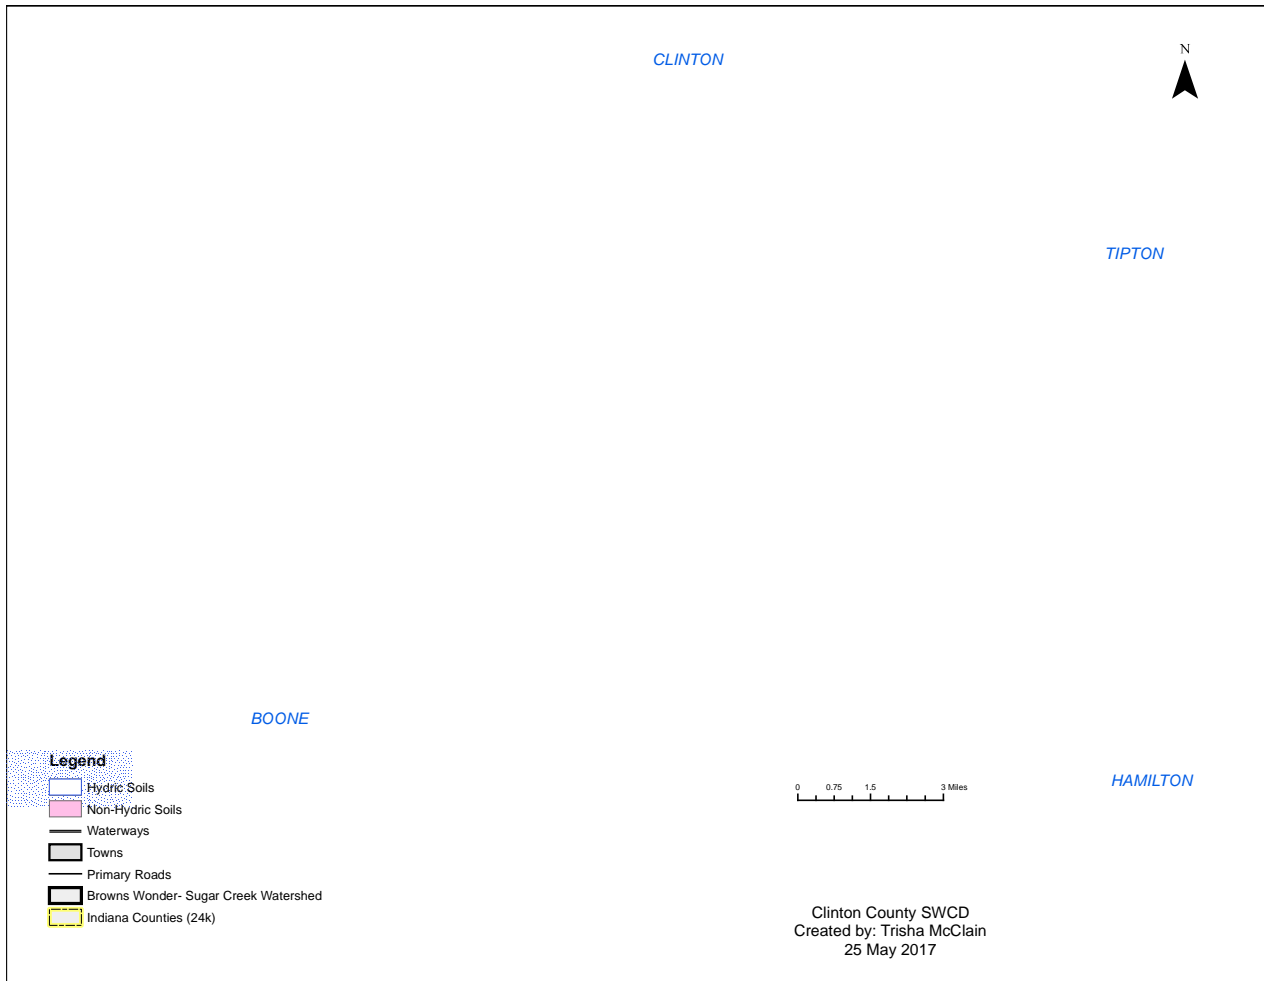 CLINTON
N
TIPTON
BOONE
Legend
Hydric Soils
Non-Hydric Soils
Waterways
Towns
Primary Roads
Browns Wonder- Sugar Creek Watershed
Indiana Counties (24k)
0 0.75 1.5 3 Miles
HAMILTON
Clinton County SWCD
Created by: Trisha McClain
25 May 2017